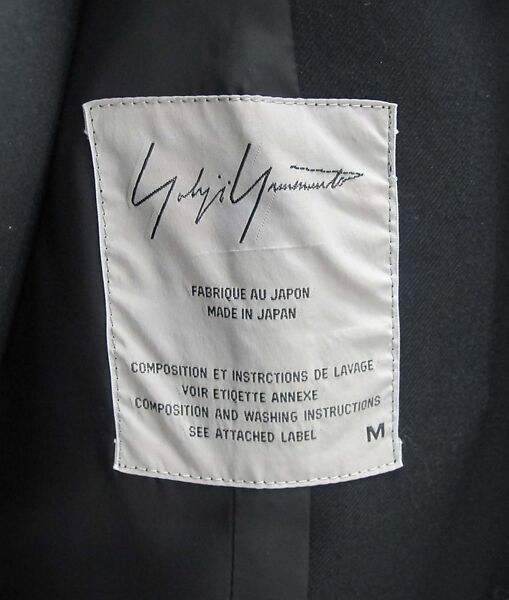 Yohji Yamamoto
FABRIQUE AU JAPON
MADE IN JAPAN
COMPOSITION ET INSTRCTIONS DE LAVAGE
VOIR ETIQETTE ANNEXE
COMPOSITION AND WASHING INSTRUCTIONS
SEE ATTACHED LABEL
M